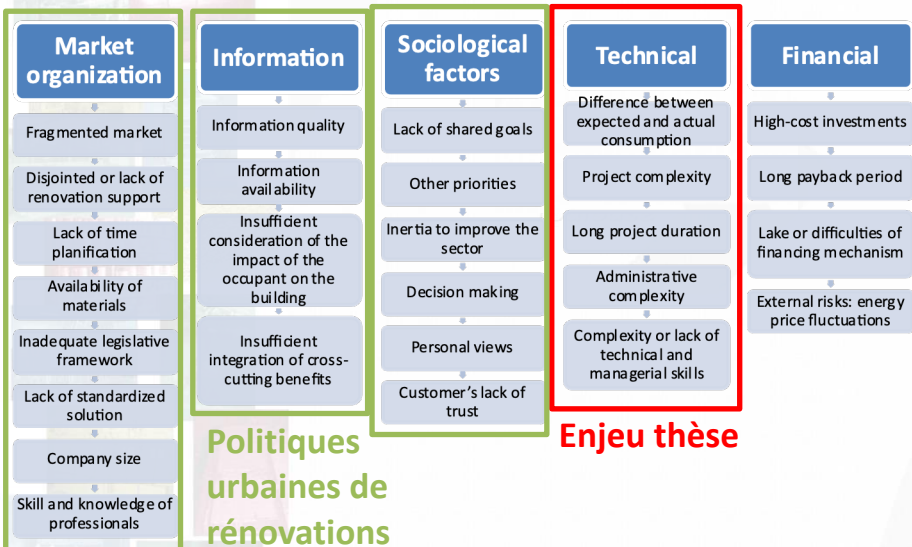 Market
organization
Fragmented market
Disjointed or lack of
renovation support
Lack of time
planification
Availability of
materials
Inadequate legislative
framework
Lack of standardized
solution
Company size
Skill and knowledge of
professionals
Information
Information quality
Information
availability
Insufficient
consideration of the
impact of the
occupant on the
building
Insufficient
integration of cross-
cutting benefits
Sociological
factors
Lack of shared goals
Other priorities
Inertia to improve the
sector
Decision making
Personal views
Customer's lack of
trust
Technical
Difference between
expected and actual
consumption
Project complexity
Long project duration
Administrative
complexity
Complexity or lack of
technical and
managerial skills
Financial
High-cost investments
Long payback period
Lake or difficulties of
financing mechanism
External risks: energy
price fluctuations
Politiques
urbaines de
rénovations
Enjeu thèse